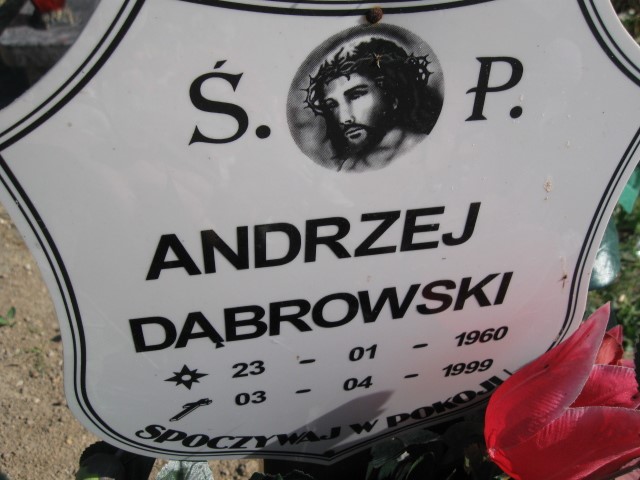 Ś. P.
ANDRZEJ
DĄBROWSKI
23 - 01 - 1960
03 - 04 - 1999
SPOCZYWAJ W POKOJU